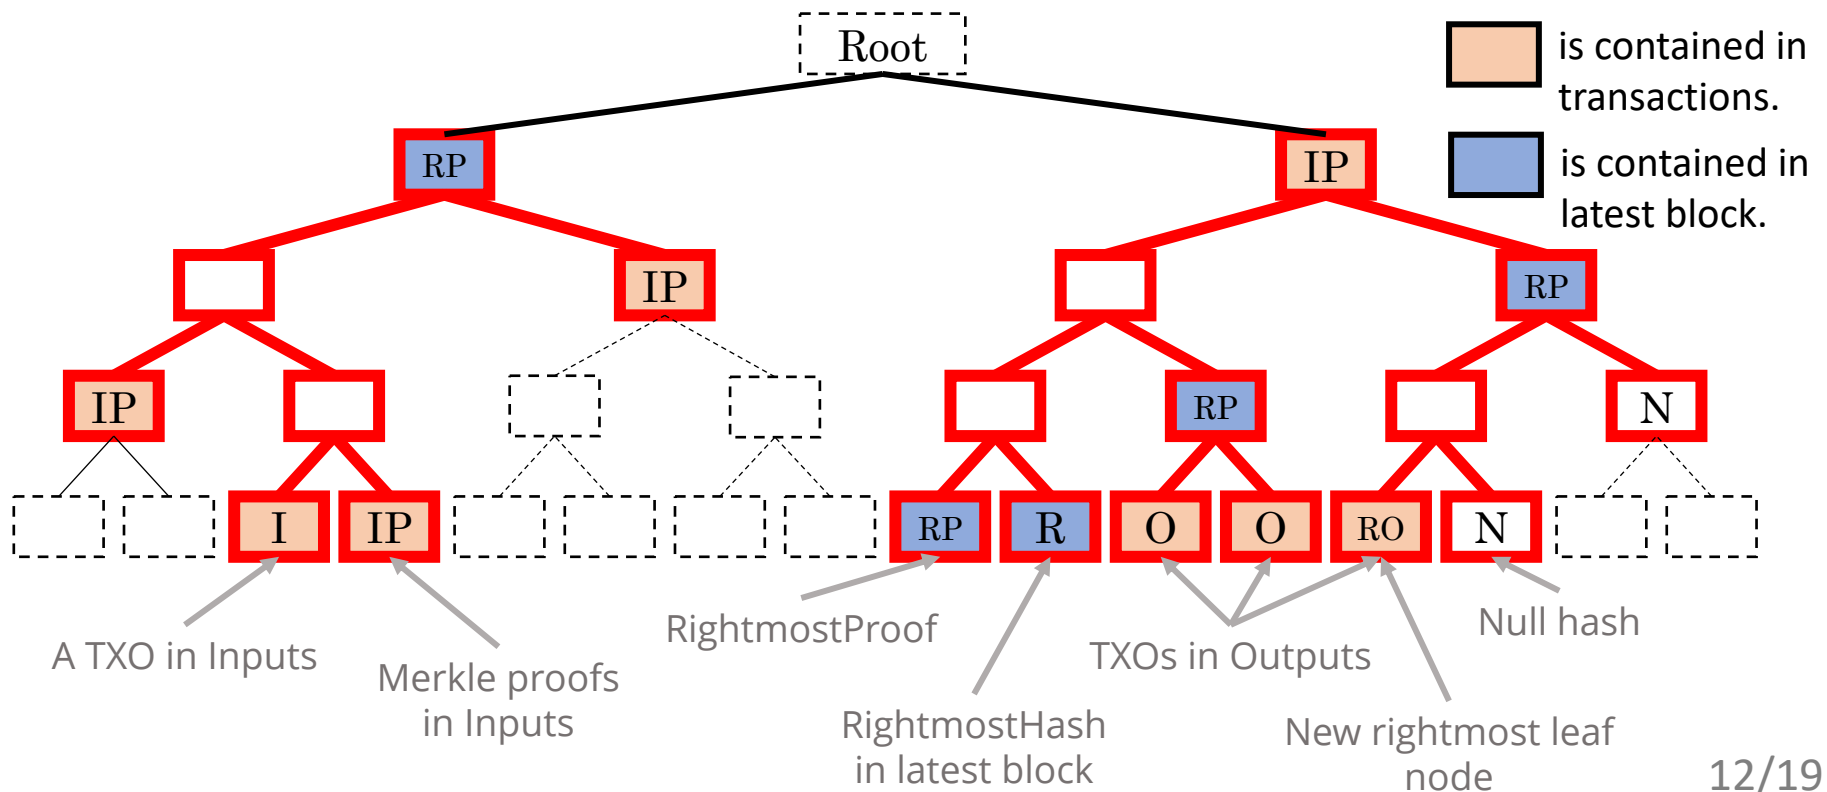 Root
is contained in
transactions.
is contained in
latest block.
RP
IP
IP
RP
IP
RP
N
I
IP
RP
R
O
O
RO
N
A TXO in Inputs
Merkle proofs
in Inputs
RightmostProof
RightmostHash
in latest block
TXOs in Outputs
New rightmost leaf
node
Null hash
12/19